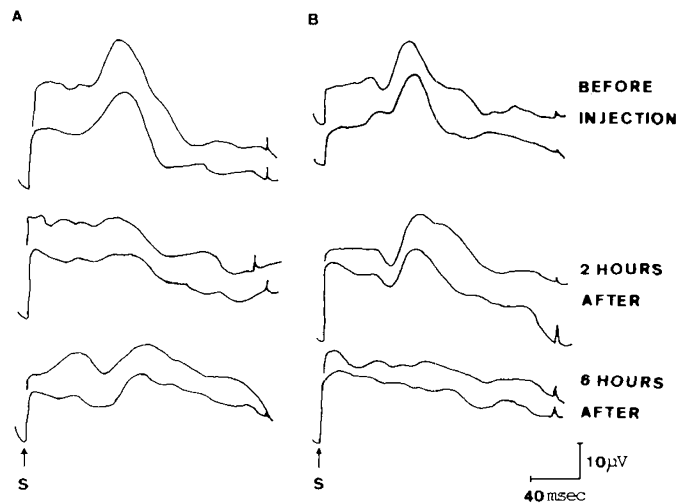 A
B
BEFORE
INJECTION
2 HOURS
AFTER
6 HOURS
AFTER
S
S
10µV
40 msec